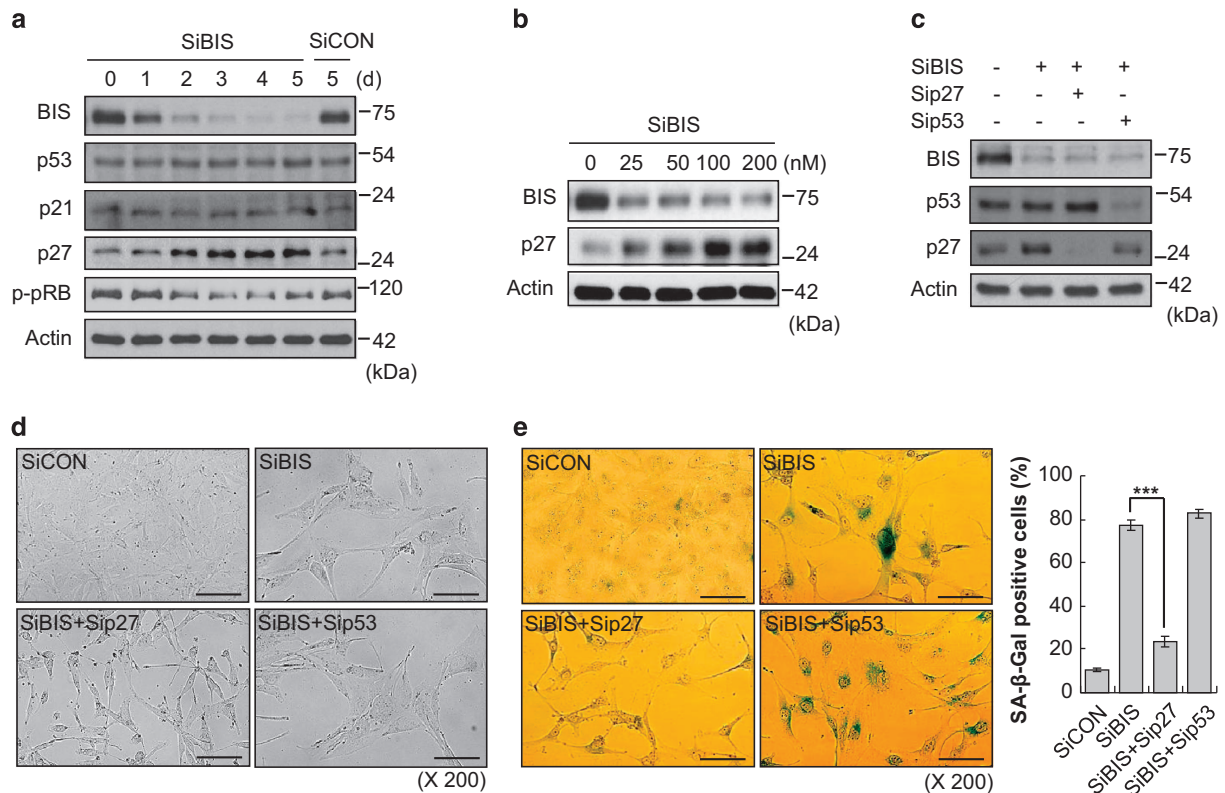 a
SiBIS SiCON
0 1 2 3 4 5 5 (d)
BIS 75
p53 54
p21 24
p27 24
p-pRB 120
Actin 42
(kDa)
b
SiBIS
0 25 50 100 200 (nM)
BIS 75
p27 24
Actin 42
(kDa)
c
SiBIS - + + +
Sip27 - - + -
Sip53 - - - +
BIS 75
p53 54
p27 24
Actin 42
(kDa)
d
SiCON SiBIS
SiBIS+Sip27 SiBIS+Sip53
(X 200)
e
SiCON SiBIS
SiBIS+Sip27 SiBIS+Sip53
(X 200)
SA-β-Gal positive cells (%)
100
80
60
40
20
0
***
SiCON
SiBIS
SiBIS+Sip27
SiBIS+Sip53